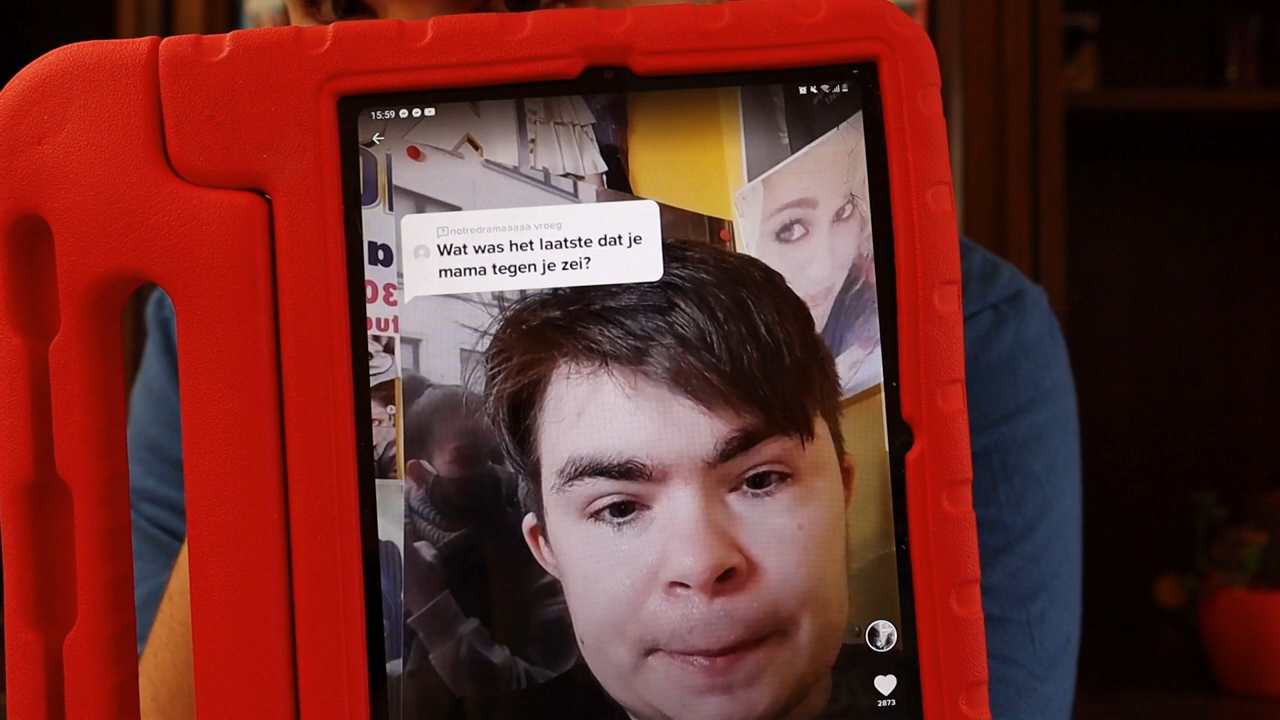 15:59
notredramaaaaa vroeg
Wat was het laatste dat je
mama tegen je zei?
2873